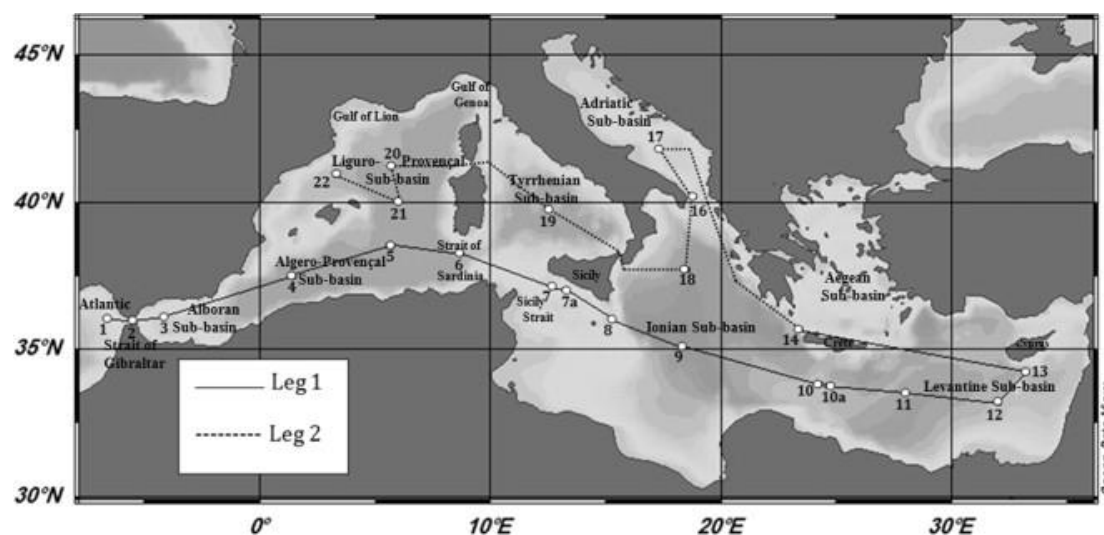 45°N
40°N
35°N
30°N
0°
10°E
20°E
30°E
Gulf of
Genoa
Gulf of Lion
Adriatic
Sub-basin
17
20
Liguro-
Provençal
Sub-basin
22
21
Tyrrhenian
Sub-basin
19
16
18
Strait of
Sardinia
5
6
Algero-Provençal
Sub-basin
4
Sicily
7
7a
Sicily
Strait
8
Aegean
Sub-basin
Atlantic
1
2
3
Alboran
Sub-basin
Strait of
Gibraltar
Ionian Sub-basin
9
14
Crete
Cyprus
13
10
10a
11
Levantine Sub-basin
12
Leg 1
Leg 2